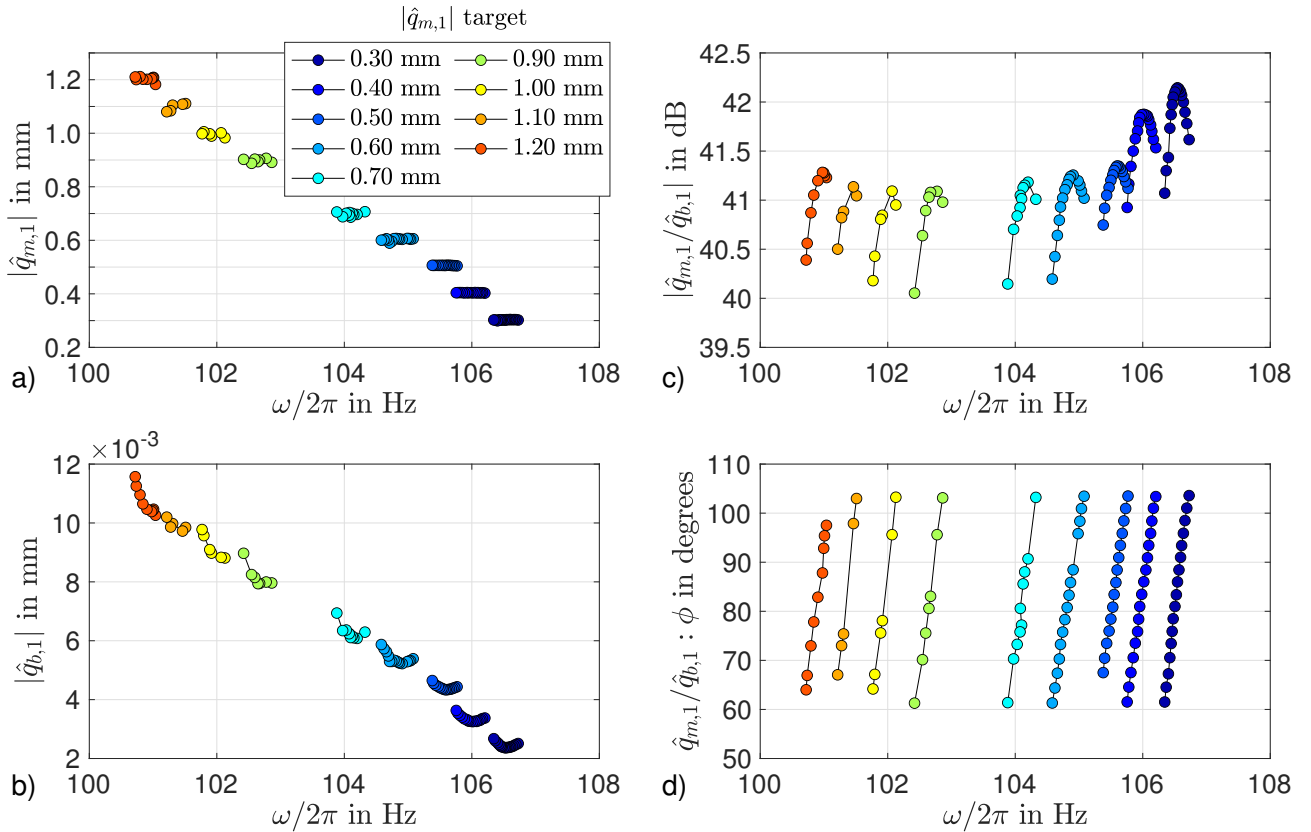 |q̂_{m,1}| target
0.30 mm 0.90 mm
0.40 mm 1.00 mm
0.50 mm 1.10 mm
0.60 mm 1.20 mm
0.70 mm
1.2
1.0
0.8
0.6
0.4
0.2
|q̂_{m,1}| in mm
100 102 104 106 108
ω/2π in Hz
a)
×10⁻³
12
10
8
6
4
2
|q̂_{b,1}| in mm
100 102 104 106 108
ω/2π in Hz
b)
42.5
42
41.5
41
40.5
40
39.5
|q̂_{m,1}/q̂_{b,1}| in dB
100 102 104 106 108
ω/2π in Hz
c)
110
100
90
80
70
60
50
q̂_{m,1}/q̂_{b,1} : ϕ in degrees
100 102 104 106 108
ω/2π in Hz
d)